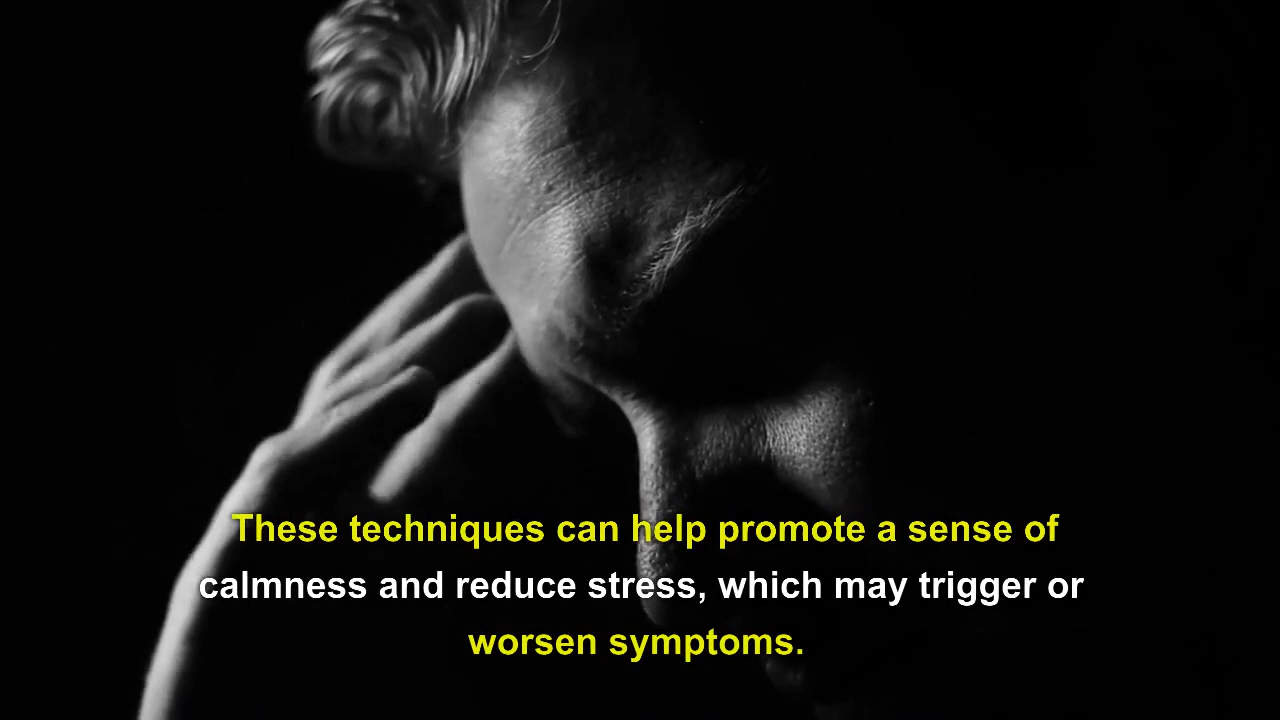 These techniques can help promote a sense of
calmness and reduce stress, which may trigger or
worsen symptoms.